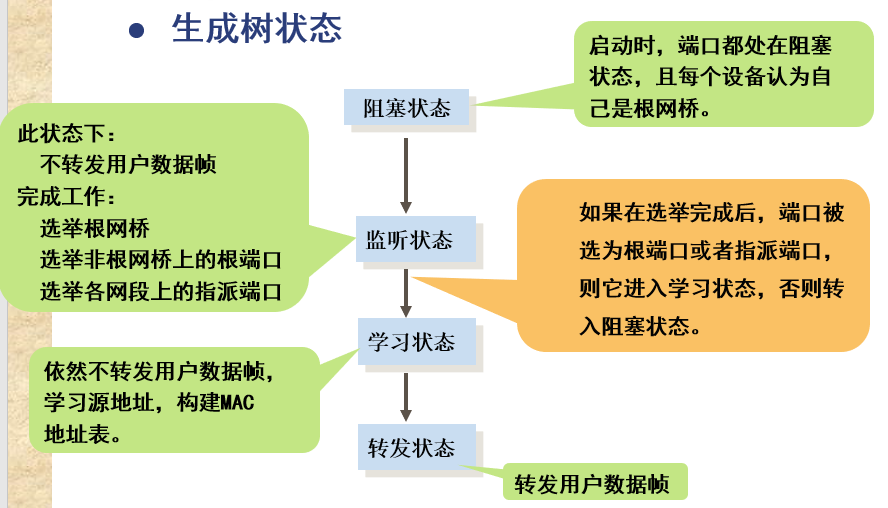 ● 生成树状态
启动时，端口都处在阻塞
状态，且每个设备认为自
己是根网桥。
阻塞状态
此状态下：
不转发用户数据帧
完成工作：
选举根网桥
选举非根网桥上的根端口
选举各网段上的指派端口
监听状态
如果在选举完成后，端口被
选为根端口或者指派端口，
则它进入学习状态，否则转
入阻塞状态。
学习状态
依然不转发用户数据帧，
学习源地址，构建MAC
地址表。
转发状态
转发用户数据帧